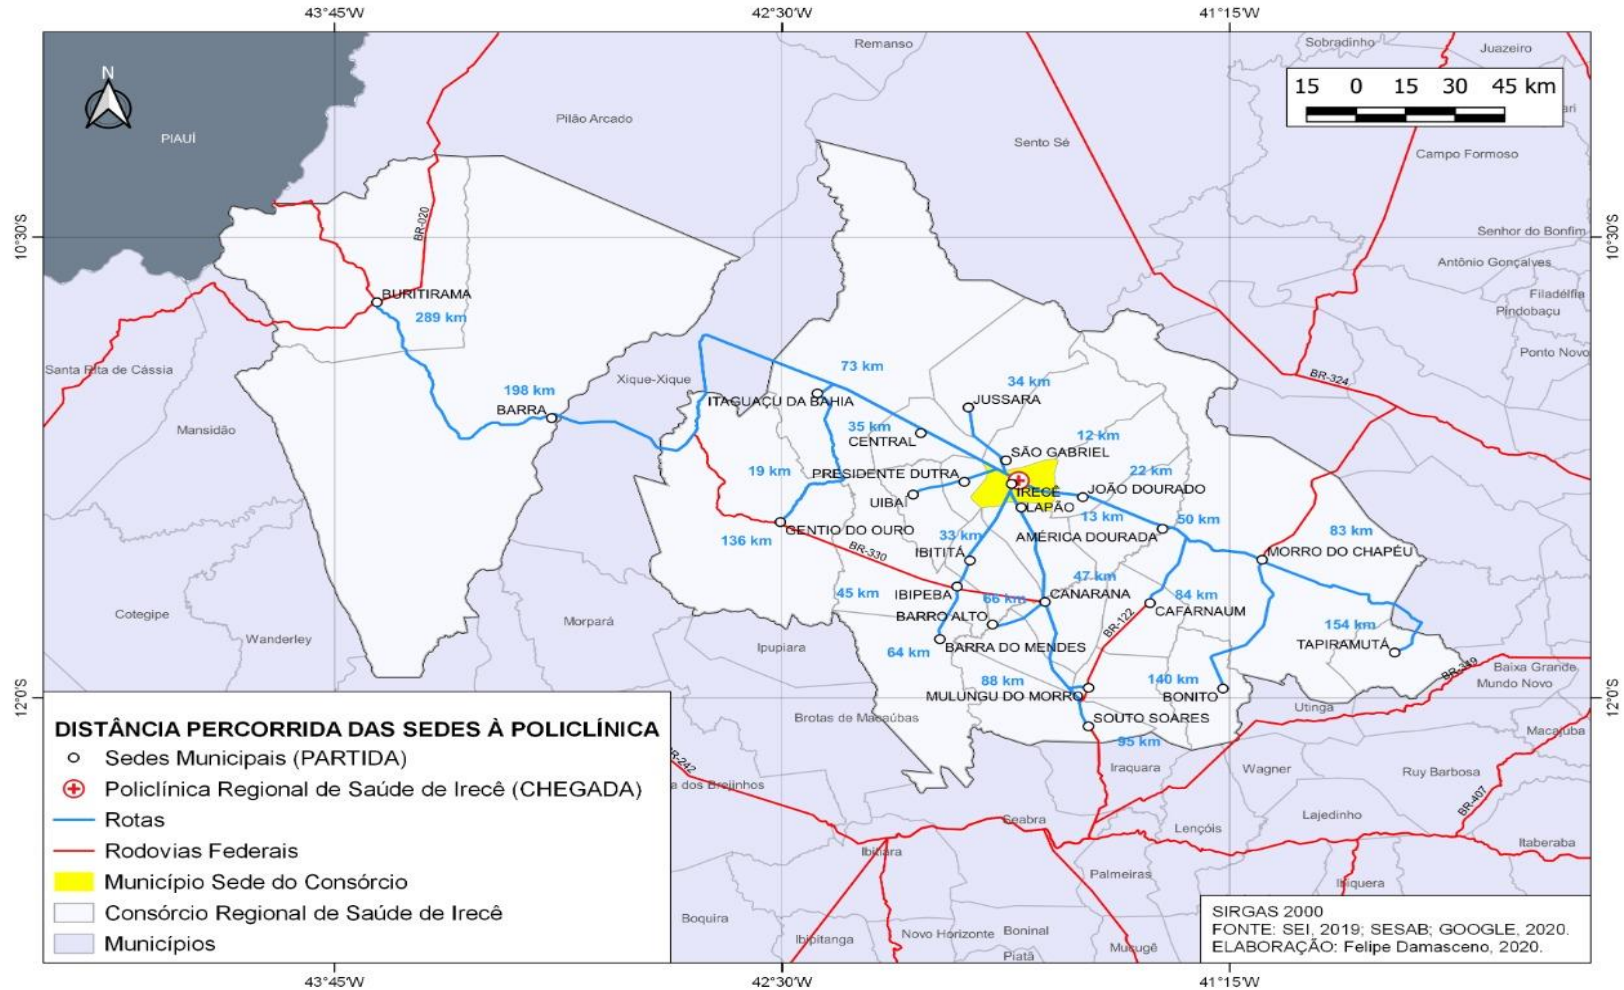 43°45'W
42°30'W
41°15'W
Remanso
Sobradinho
Juazeiro
N
15 0 15 30 45 km
PIAUÍ
Pilão Arcado
Sento Sé
Campo Formoso
10°30'S
BR-020
10°30'S
Senhor do Bonfim
Antônio Gonçalves
BURITIRAMA
289 km
Filadélfia
Pindobaçu
Ponto Novo
Santa Rita de Cássia
Xique-Xique
73 km
34 km
BR-324
198 km
BARRA
ITAGUAÇU DA BAHIA
JUSSARA
Mansidão
35 km
CENTRAL
12 km
SÃO GABRIEL
19 km
PRESIDENTE DUTRA
22 km
UIBAÍ
IRECÊ
JOÃO DOURADO
LAPÃO
13 km
50 km
GENTIO DO OURO
136 km
33 km
AMÉRICA DOURADA
83 km
BR-330
IBITITÁ
MORRO DO CHAPÉU
47 km
45 km
IBIPEBA
66 km
CANARANA
84 km
CAFARNAUM
Cotegipe
Morpará
BARRO ALTO
BR-122
154 km
Wanderley
Ipupiara
64 km
BARRA DO MENDES
TAPIRAMUTÁ
BR-349
Baixa Grande
88 km
140 km
Mundo Novo
12°0'S
MULUNGU DO MORRO
BONITO
12°0'S
Utinga
Brotas de Macaúbas
SOUTO SOARES
Macajuba
95 km
Iraquara
Wagner
Ruy Barbosa
BR-242
a dos Brejinhos
BR-407
Lajedinho
Seabra
Lençóis
Itaberaba
Ibitiara
Palmeiras
Ibiquera
Boquira
Ibipitanga
Novo Horizonte
Boninal
Piatã
Mucugê
DISTÂNCIA PERCORRIDA DAS SEDES À POLICLÍNICA
Sedes Municipais (PARTIDA)
Policlínica Regional de Saúde de Irecê (CHEGADA)
Rotas
Rodovias Federais
Município Sede do Consórcio
Consórcio Regional de Saúde de Irecê
Municípios
SIRGAS 2000
FONTE: SEI, 2019; SESAB; GOOGLE, 2020.
ELABORAÇÃO: Felipe Damasceno, 2020.
43°45'W
42°30'W
41°15'W